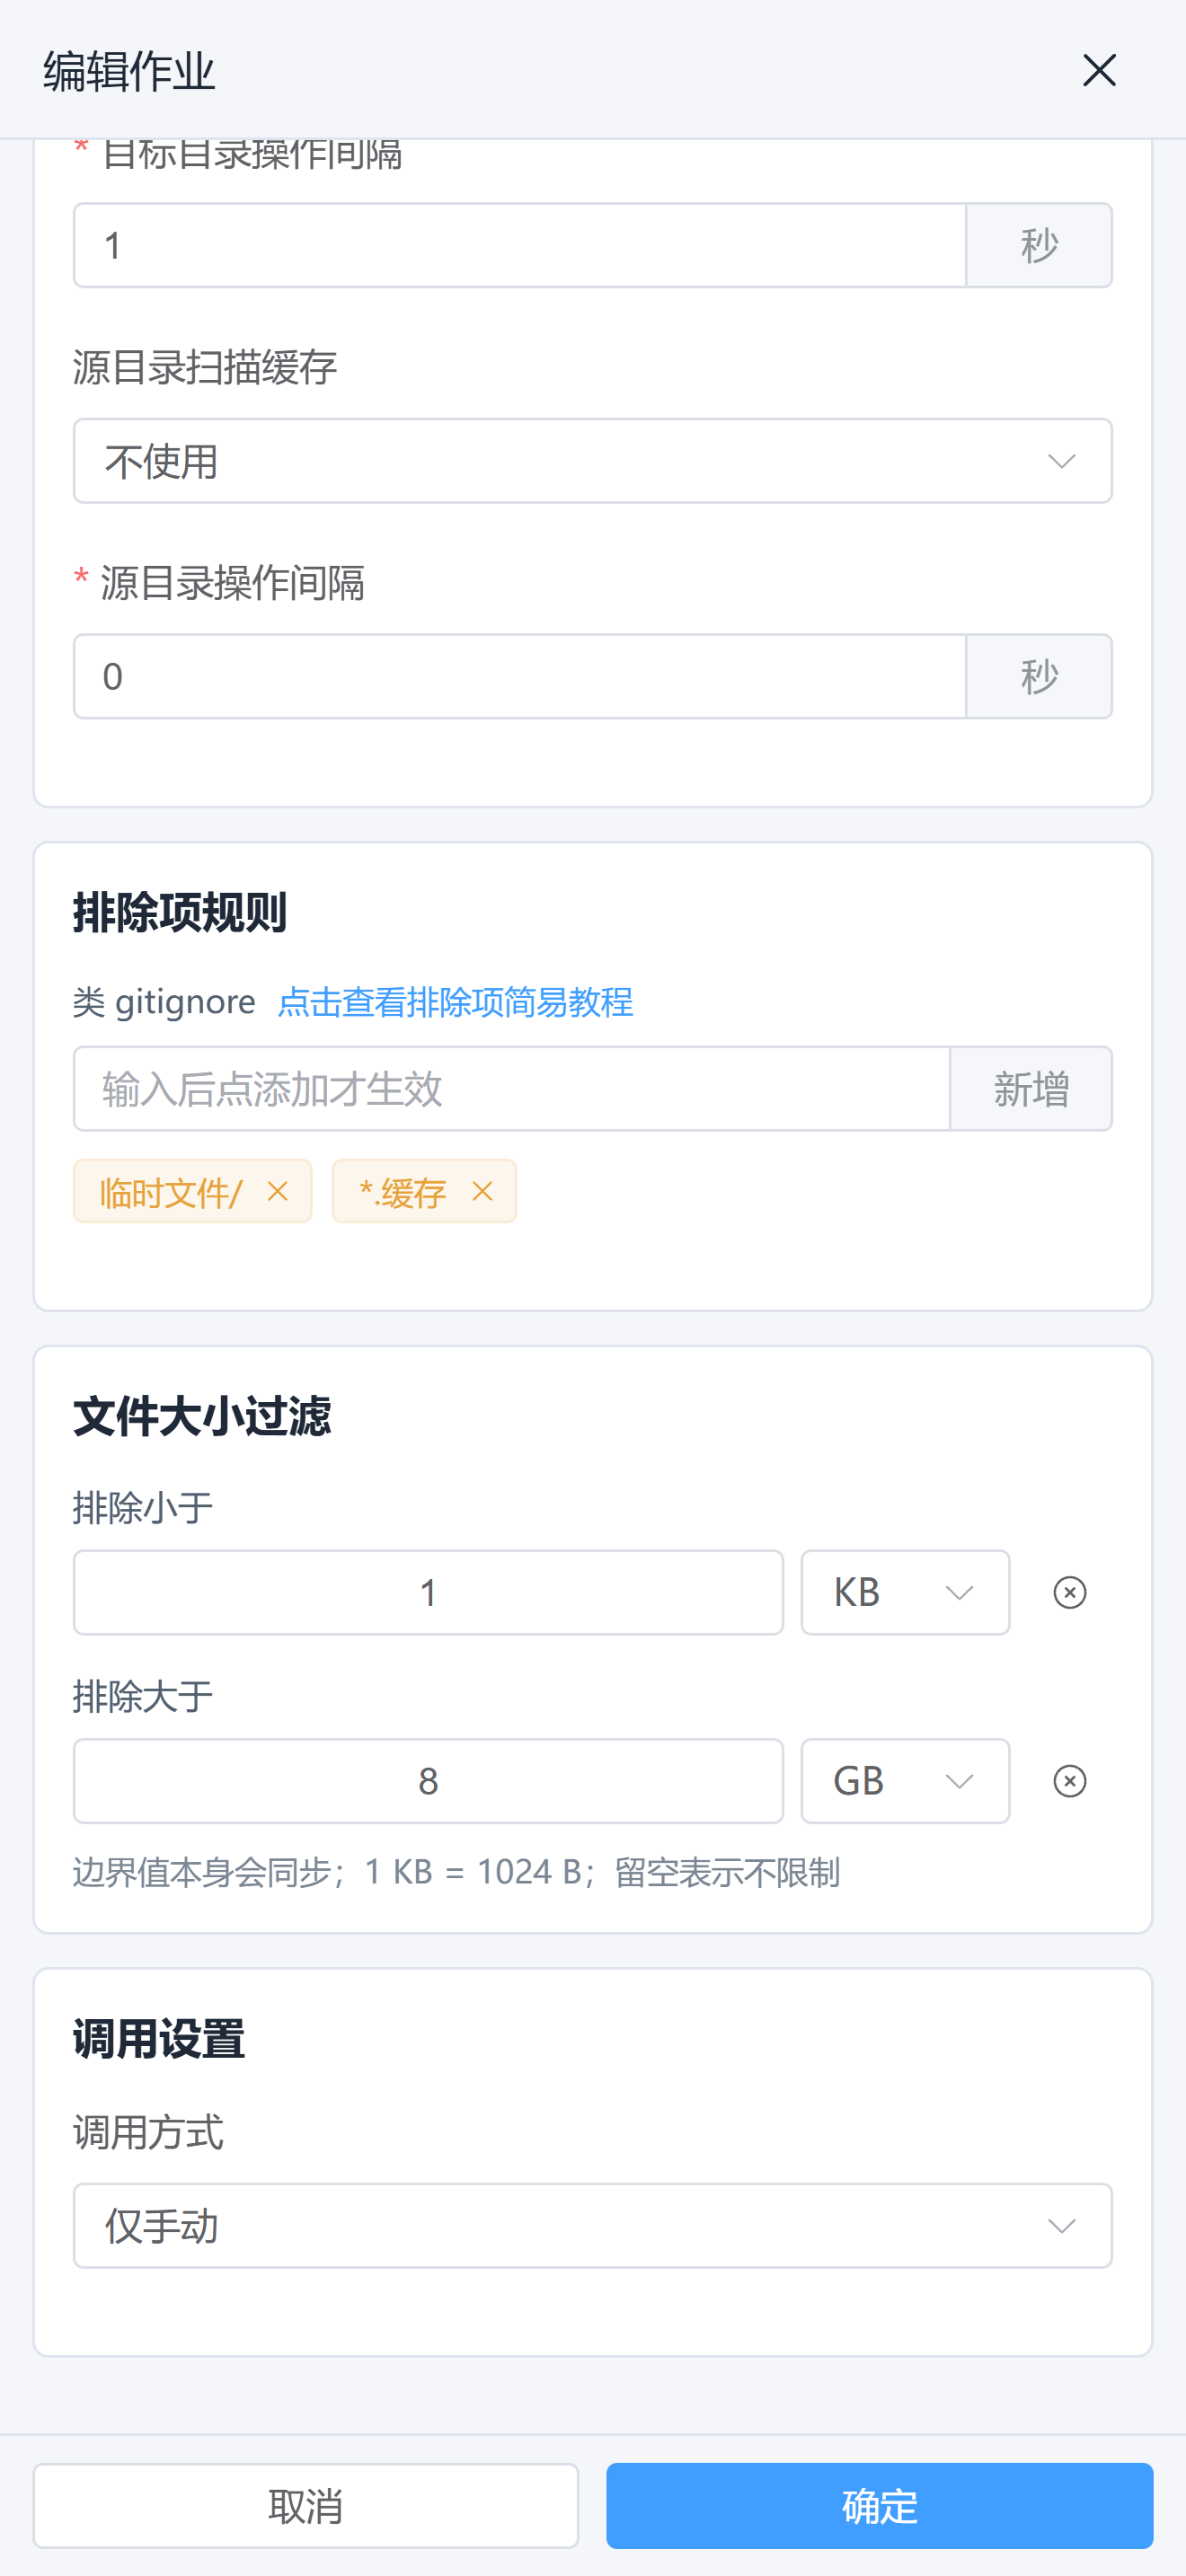 编辑作业
* 目标目录操作间隔
1 秒
源目录扫描缓存
不使用
* 源目录操作间隔
0 秒
排除项规则
类 gitignore 点击查看排除项简易教程
输入后点添加才生效 新增
临时文件/ *.缓存
文件大小过滤
排除小于
1 KB
排除大于
8 GB
边界值本身会同步；1 KB = 1024 B；留空表示不限制
调用设置
调用方式
仅手动
取消 确定